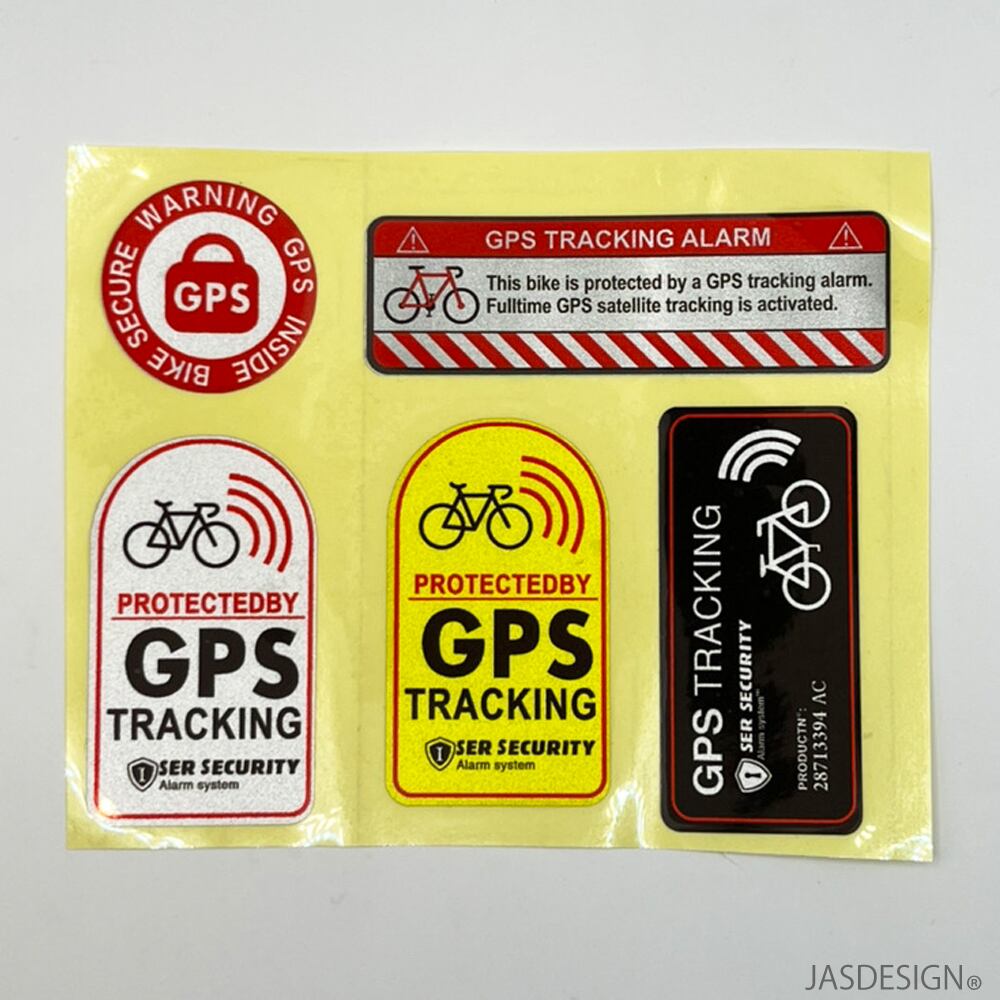 WARNING GPS INSIDE BIKE SECURE
GPS
GPS TRACKING ALARM
This bike is protected by a GPS tracking alarm.
Fulltime GPS satellite tracking is activated.
PROTECTEDBY
GPS
TRACKING
SER SECURITY
Alarm system
PROTECTEDBY
GPS
TRACKING
SER SECURITY
Alarm system
GPS TRACKING
SER SECURITY
Alarm system™
PRODUCTN°:
28713394 AC
JASDESIGN®